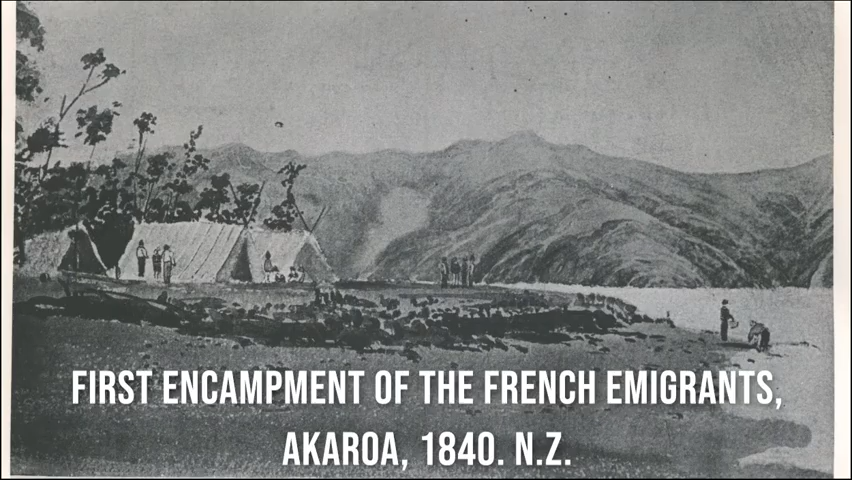 FIRST ENCAMPMENT OF THE FRENCH EMIGRANTS,
AKAROA, 1840. N.Z.